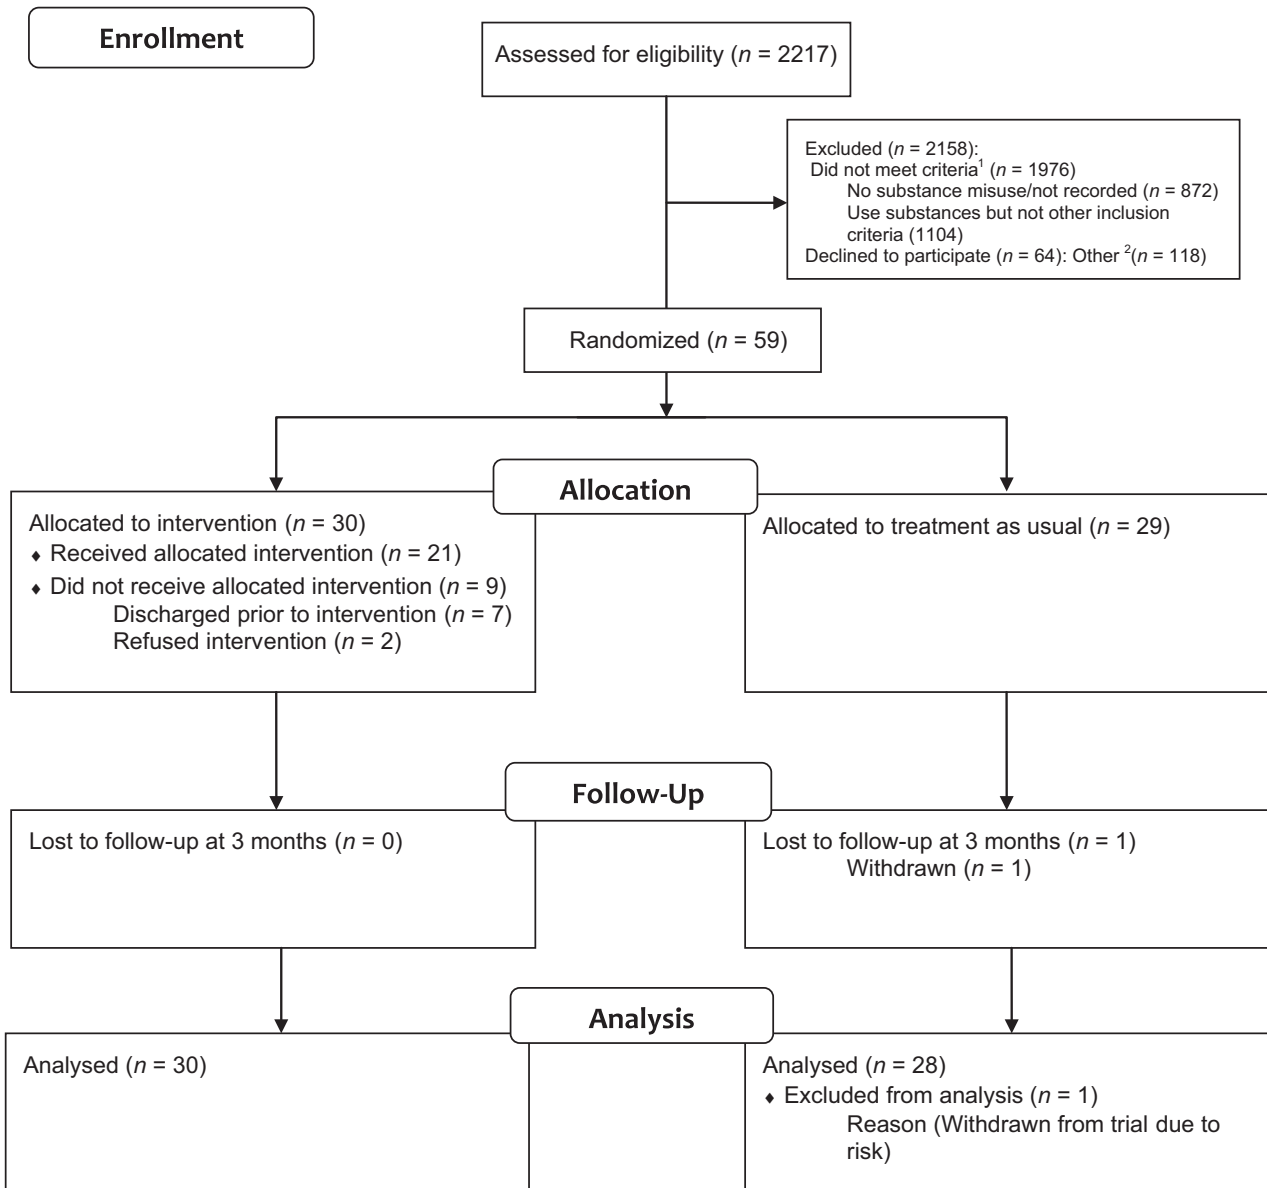 Enrollment
Assessed for eligibility (n = 2217)
Excluded (n = 2158):
Did not meet criteria1 (n = 1976)
No substance misuse/not recorded (n = 872)
Use substances but not other inclusion
criteria (1104)
Declined to participate (n = 64): Other 2(n = 118)
Randomized (n = 59)
Allocation
Allocated to intervention (n = 30)
♦ Received allocated intervention (n = 21)
♦ Did not receive allocated intervention (n = 9)
Discharged prior to intervention (n = 7)
Refused intervention (n = 2)
Allocated to treatment as usual (n = 29)
Follow-Up
Lost to follow-up at 3 months (n = 0)
Lost to follow-up at 3 months (n = 1)
Withdrawn (n = 1)
Analysis
Analysed (n = 30)
Analysed (n = 28)
♦ Excluded from analysis (n = 1)
Reason (Withdrawn from trial due to
risk)